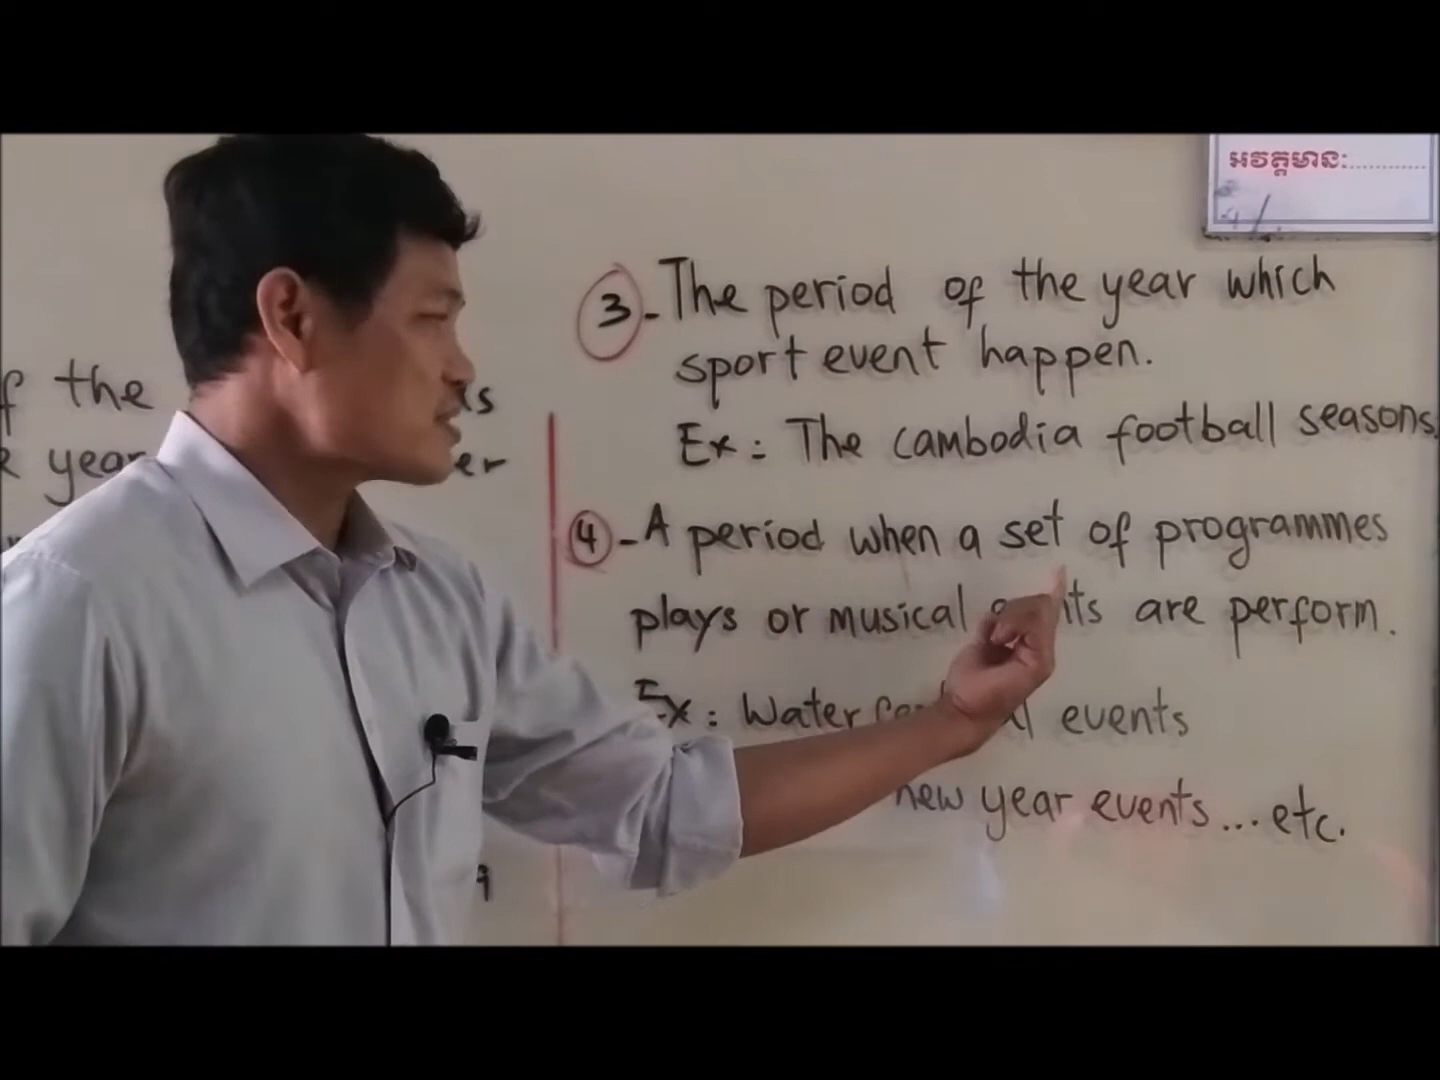 អវត្តមាន:............
f the
year
er
③-The period of the year which
sport event happen.
Ex: The cambodia football seasons.
④-A period when a set of programmes
plays or musical are perform.
Ex: Water events
new year events...etc.